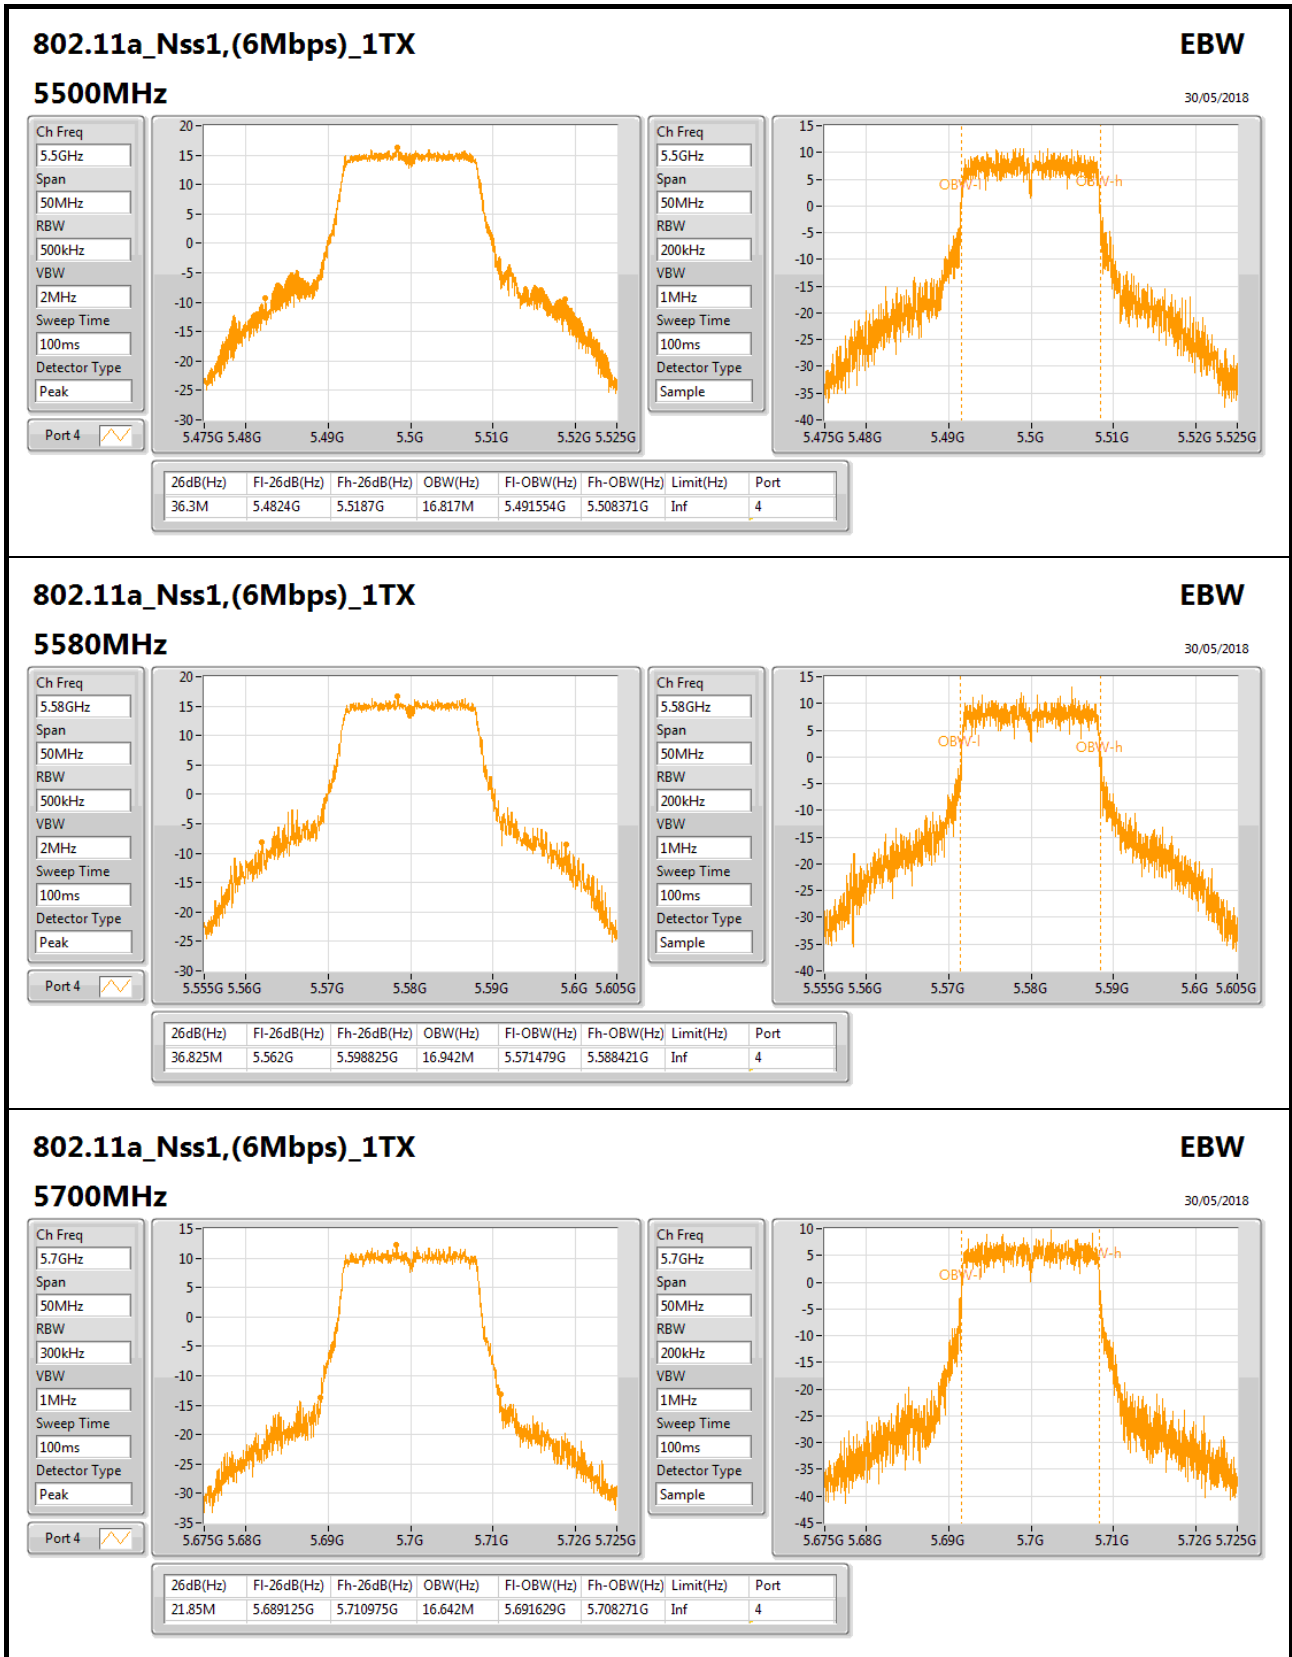 802.11a_Nss1,(6Mbps)_1TX EBW
5500MHz 30/05/2018
Ch Freq
5.5GHz
Span
50MHz
RBW
500kHz
VBW
2MHz
Sweep Time
100ms
Detector Type
Peak
Port 4
20
15
10
5
0
-5
-10
-15
-20
-25
-30
5.475G 5.48G 5.49G 5.5G 5.51G 5.52G 5.525G
Ch Freq
5.5GHz
Span
50MHz
RBW
200kHz
VBW
1MHz
Sweep Time
100ms
Detector Type
Sample
15
10
5
0
-5
-10
-15
-20
-25
-30
-35
-40
OBW-l OBW-h
5.475G 5.48G 5.49G 5.5G 5.51G 5.52G 5.525G
26dB(Hz) Fl-26dB(Hz) Fh-26dB(Hz) OBW(Hz) Fl-OBW(Hz) Fh-OBW(Hz) Limit(Hz) Port
36.3M 5.4824G 5.5187G 16.817M 5.491554G 5.508371G Inf 4
802.11a_Nss1,(6Mbps)_1TX EBW
5580MHz 30/05/2018
Ch Freq
5.58GHz
Span
50MHz
RBW
500kHz
VBW
2MHz
Sweep Time
100ms
Detector Type
Peak
Port 4
20
15
10
5
0
-5
-10
-15
-20
-25
-30
5.555G 5.56G 5.57G 5.58G 5.59G 5.6G 5.605G
Ch Freq
5.58GHz
Span
50MHz
RBW
200kHz
VBW
1MHz
Sweep Time
100ms
Detector Type
Sample
15
10
5
0
-5
-10
-15
-20
-25
-30
-35
-40
OBW-l OBW-h
5.555G 5.56G 5.57G 5.58G 5.59G 5.6G 5.605G
26dB(Hz) Fl-26dB(Hz) Fh-26dB(Hz) OBW(Hz) Fl-OBW(Hz) Fh-OBW(Hz) Limit(Hz) Port
36.825M 5.562G 5.598825G 16.942M 5.571479G 5.588421G Inf 4
802.11a_Nss1,(6Mbps)_1TX EBW
5700MHz 30/05/2018
Ch Freq
5.7GHz
Span
50MHz
RBW
300kHz
VBW
1MHz
Sweep Time
100ms
Detector Type
Peak
Port 4
15
10
5
0
-5
-10
-15
-20
-25
-30
-35
5.675G 5.68G 5.69G 5.7G 5.71G 5.72G 5.725G
Ch Freq
5.7GHz
Span
50MHz
RBW
200kHz
VBW
1MHz
Sweep Time
100ms
Detector Type
Sample
10
5
0
-5
-10
-15
-20
-25
-30
-35
-40
-45
OBW-l W-h
5.675G 5.68G 5.69G 5.7G 5.71G 5.72G 5.725G
26dB(Hz) Fl-26dB(Hz) Fh-26dB(Hz) OBW(Hz) Fl-OBW(Hz) Fh-OBW(Hz) Limit(Hz) Port
21.85M 5.689125G 5.710975G 16.642M 5.691629G 5.708271G Inf 4